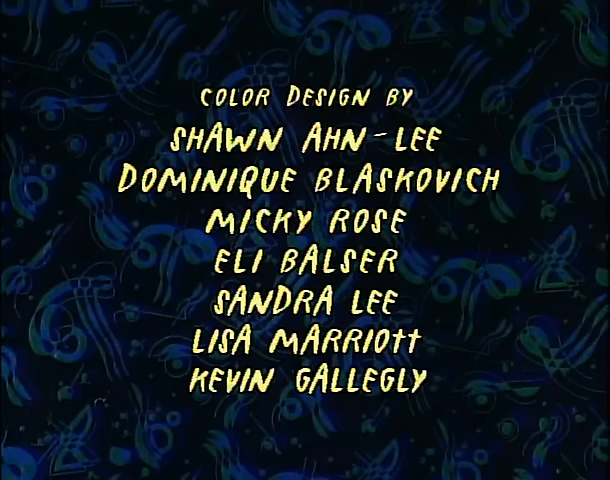 COLOR DESIGN BY
SHAWN AHN-LEE
DOMINIQUE BLASKOVICH
MICKY ROSE
ELI BALSER
SANDRA LEE
LISA MARRIOTT
KEVIN GALLEGLY